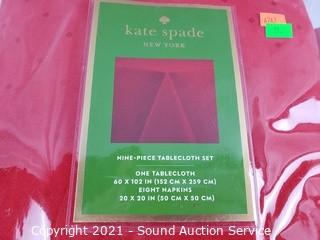 kate spade
NEW YORK
NINE-PIECE TABLECLOTH SET
ONE TABLECLOTH
60 X 102 IN (152 CM X 259 CM)
EIGHT NAPKINS
20 X 20 IN (50 CM X 50 CM)
Copyright 2021 - Sound Auction Service